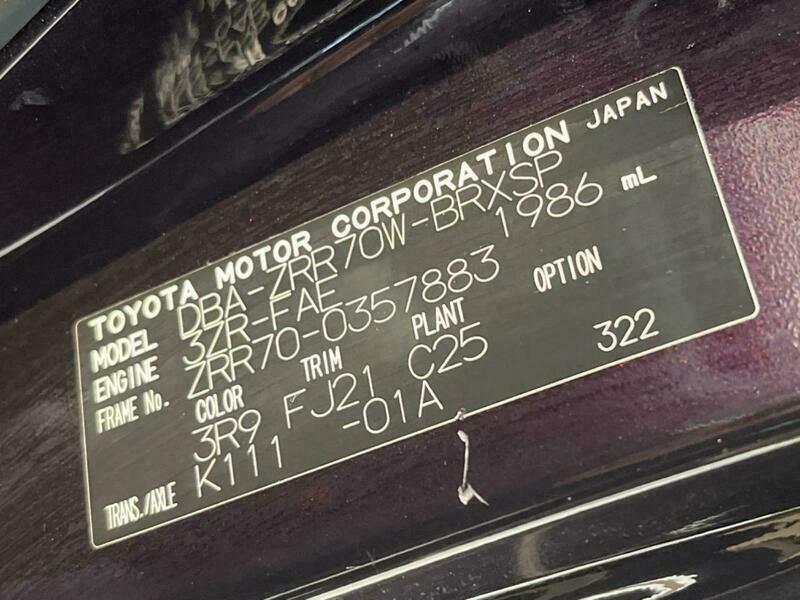 TOYOTA MOTOR CORPORATION JAPAN
MODEL DBA-ZRR70W-BRXSP
ENGINE 3ZR-FAE 1986 mL
FRAME No. ZRR70-0357883
COLOR TRIM PLANT OPTION
3R9 FJ21 C25 322
TRANS./AXLE K111 -01A